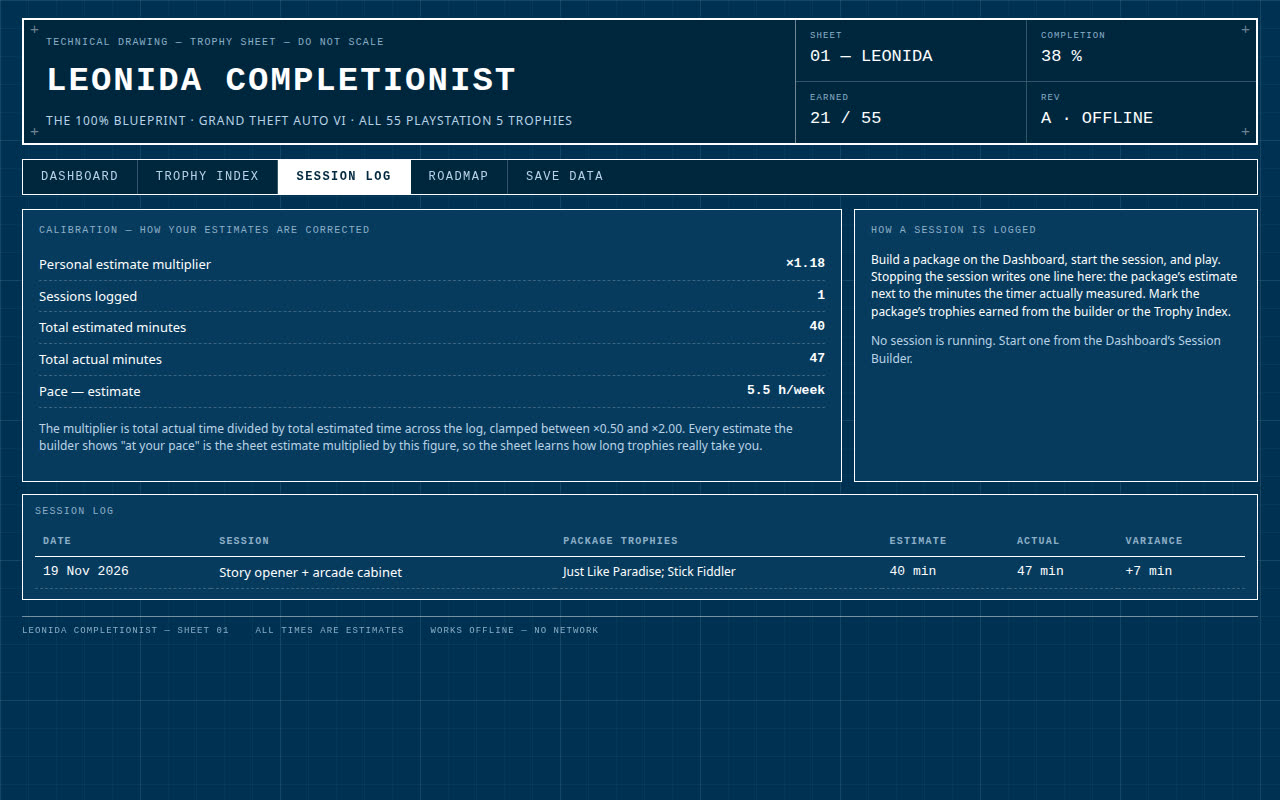 TECHNICAL DRAWING — TROPHY SHEET — DO NOT SCALE
LEONIDA COMPLETIONIST
THE 100% BLUEPRINT · GRAND THEFT AUTO VI · ALL 55 PLAYSTATION 5 TROPHIES
SHEET
01 — LEONIDA
COMPLETION
38 %
EARNED
21 / 55
REV
A · OFFLINE
DASHBOARD
TROPHY INDEX
SESSION LOG
ROADMAP
SAVE DATA
CALIBRATION — HOW YOUR ESTIMATES ARE CORRECTED
Personal estimate multiplier ×1.18
Sessions logged 1
Total estimated minutes 40
Total actual minutes 47
Pace — estimate 5.5 h/week
The multiplier is total actual time divided by total estimated time across the log, clamped between ×0.50 and ×2.00. Every estimate the
builder shows "at your pace" is the sheet estimate multiplied by this figure, so the sheet learns how long trophies really take you.
HOW A SESSION IS LOGGED
Build a package on the Dashboard, start the session, and play.
Stopping the session writes one line here: the package's estimate
next to the minutes the timer actually measured. Mark the
package's trophies earned from the builder or the Trophy Index.
No session is running. Start one from the Dashboard's Session
Builder.
SESSION LOG
DATE SESSION PACKAGE TROPHIES ESTIMATE ACTUAL VARIANCE
19 Nov 2026 Story opener + arcade cabinet Just Like Paradise; Stick Fiddler 40 min 47 min +7 min
LEONIDA COMPLETIONIST — SHEET 01 ALL TIMES ARE ESTIMATES WORKS OFFLINE — NO NETWORK